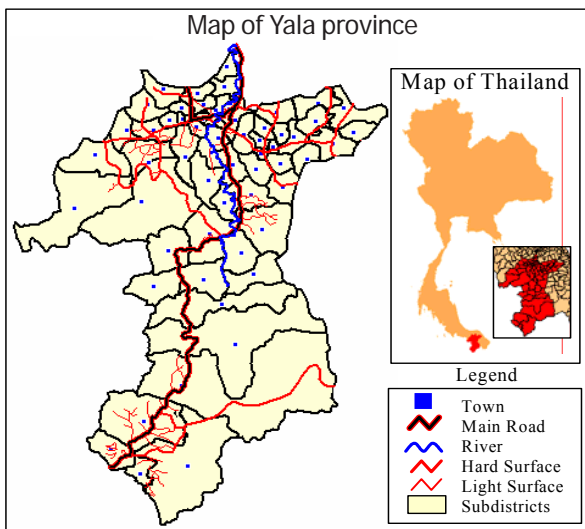 Map of Yala province
Map of Thailand
Legend
Town
Main Road
River
Hard Surface
Light Surface
Subdistricts